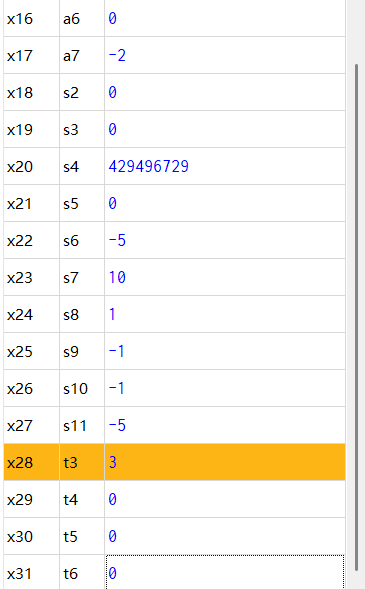 x16 a6 0
x17 a7 -2
x18 s2 0
x19 s3 0
x20 s4 429496729
x21 s5 0
x22 s6 -5
x23 s7 10
x24 s8 1
x25 s9 -1
x26 s10 -1
x27 s11 -5
x28 t3 3
x29 t4 0
x30 t5 0
x31 t6 0